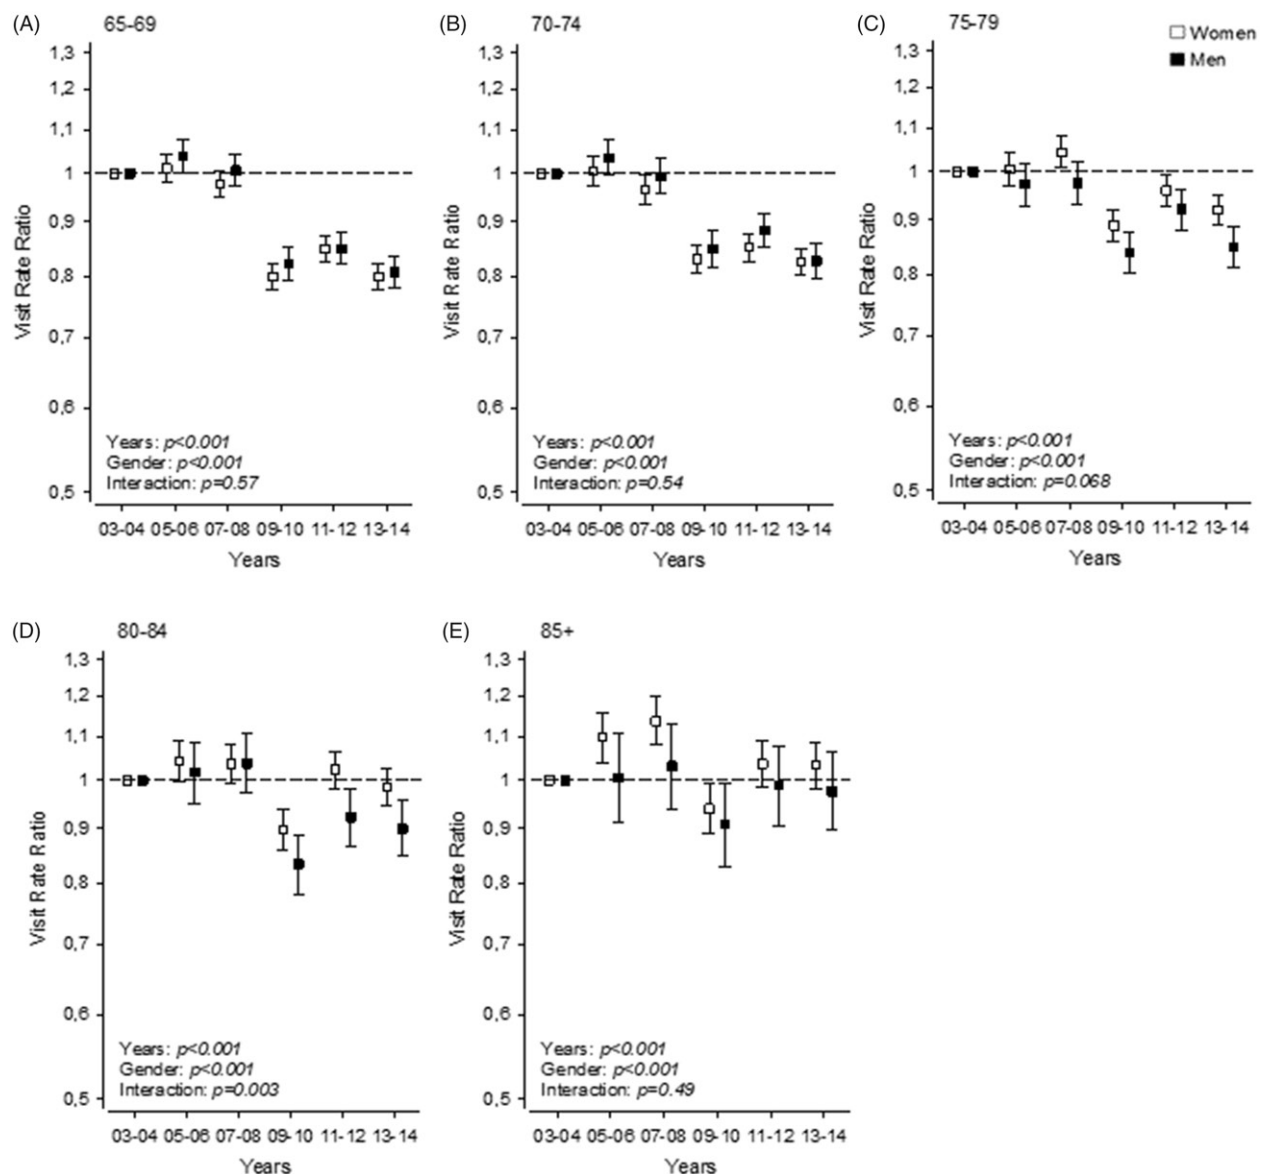 (A) 65-69
1,3
1,2
1,1
1
0,9
0,8
0,7
0,6
0,5
Visit Rate Ratio
Years: p<0.001
Gender: p<0.001
Interaction: p=0.57
03-04 05-06 07-08 09-10 11-12 13-14
Years
(B) 70-74
1,3
1,2
1,1
1
0,9
0,8
0,7
0,6
0,5
Visit Rate Ratio
Years: p<0.001
Gender: p<0.001
Interaction: p=0.54
03-04 05-06 07-08 09-10 11-12 13-14
Years
(C) 75-79
Women
Men
1,3
1,2
1,1
1
0,9
0,8
0,7
0,6
0,5
Visit Rate Ratio
Years: p<0.001
Gender: p<0.001
Interaction: p=0.068
03-04 05-06 07-08 09-10 11-12 13-14
Years
(D) 80-84
1,3
1,2
1,1
1
0,9
0,8
0,7
0,6
0,5
Visit Rate Ratio
Years: p<0.001
Gender: p<0.001
Interaction: p=0.003
03-04 05-06 07-08 09-10 11-12 13-14
Years
(E) 85+
1,3
1,2
1,1
1
0,9
0,8
0,7
0,6
0,5
Visit Rate Ratio
Years: p<0.001
Gender: p<0.001
Interaction: p=0.49
03-04 05-06 07-08 09-10 11-12 13-14
Years